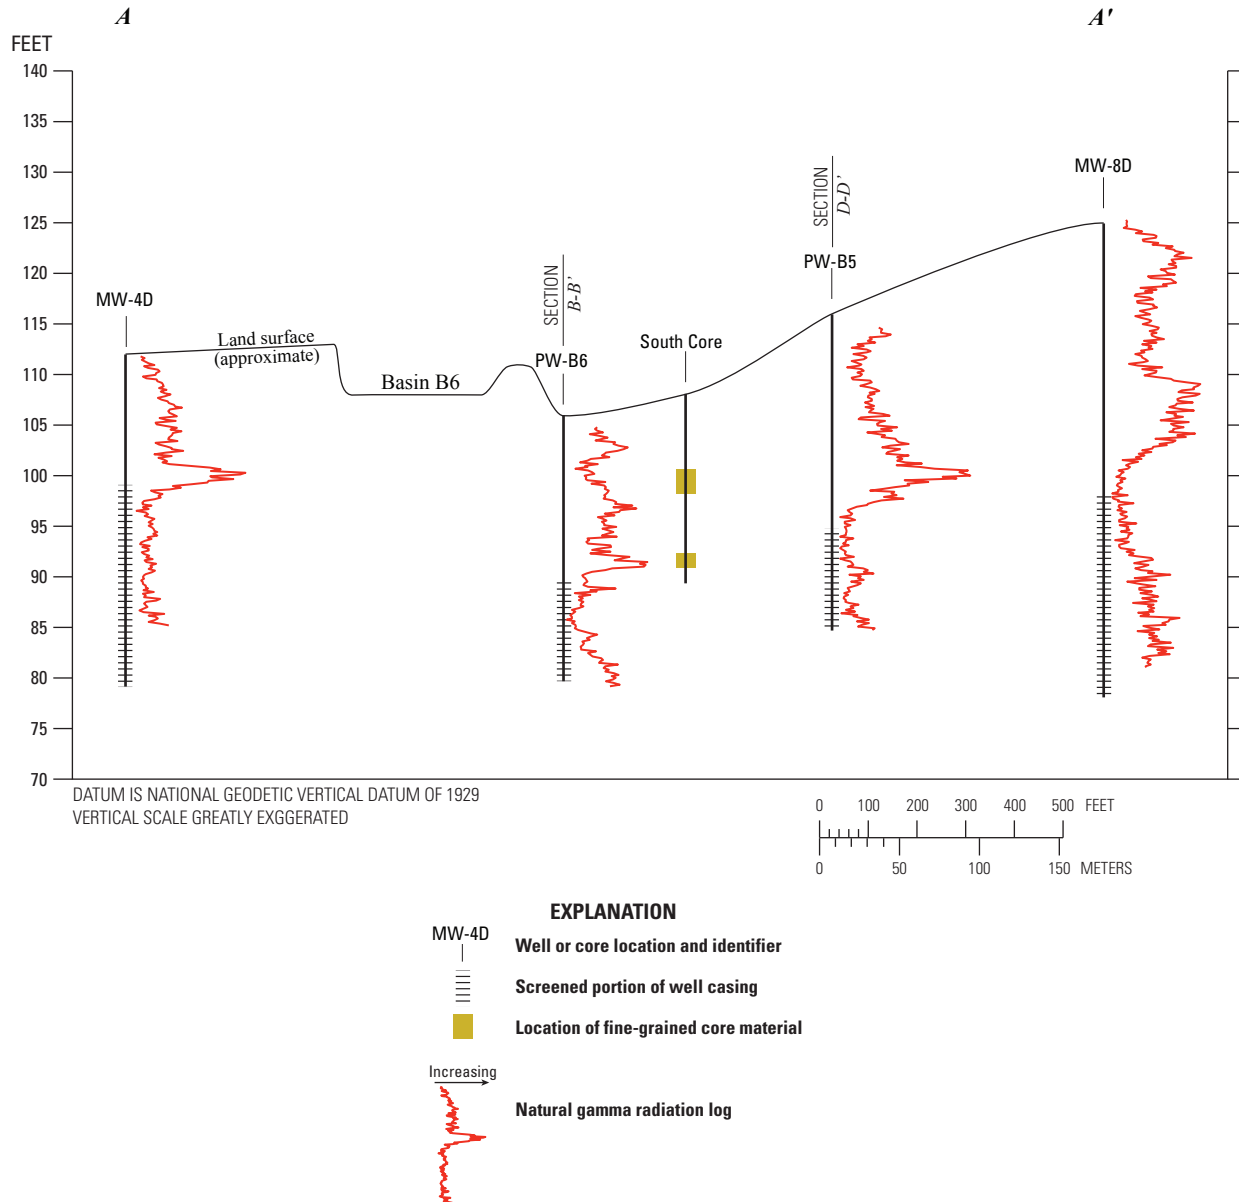 A
A'
FEET
140
135
130
125
120
115
110
105
100
95
90
85
80
75
70
MW-4D
Land surface
(approximate)
Basin B6
SECTION
B-B'
PW-B6
South Core
SECTION
D-D'
PW-B5
MW-8D
DATUM IS NATIONAL GEODETIC VERTICAL DATUM OF 1929
VERTICAL SCALE GREATLY EXGGERATED
0 100 200 300 400 500 FEET
0 50 100 150 METERS
EXPLANATION
MW-4D
Well or core location and identifier
Screened portion of well casing
Location of fine-grained core material
Increasing
Natural gamma radiation log